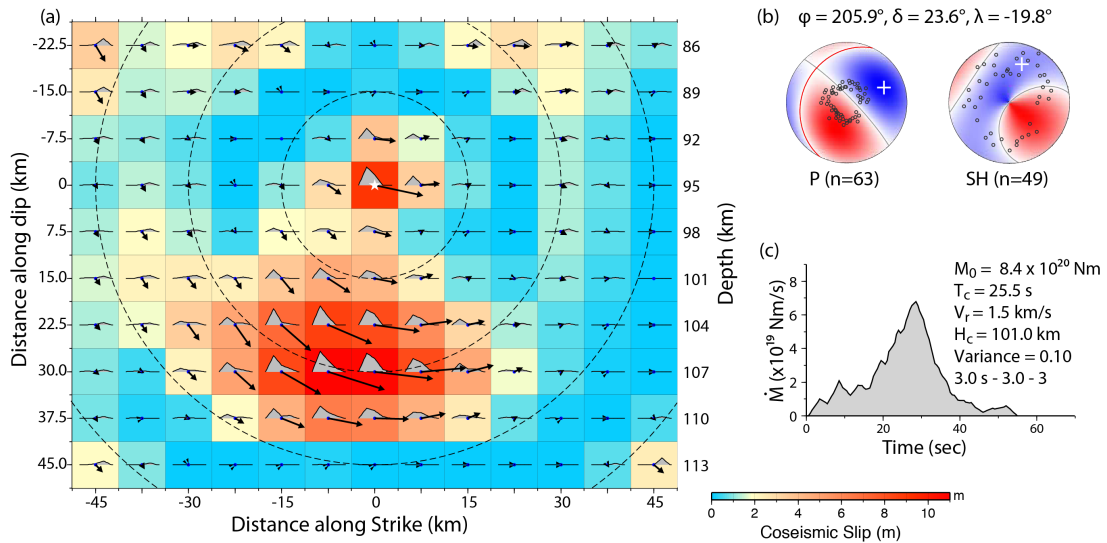 (a)
Distance along dip (km)
-22.5
-15.0
-7.5
0
7.5
15.0
22.5
30.0
37.5
45.0
86
89
92
95
98
101
104
107
110
113
Depth (km)
-45
-30
-15
0
15
30
45
Distance along Strike (km)
(b)
φ = 205.9°, δ = 23.6°, λ = -19.8°
P (n=63)
SH (n=49)
(c)
Ṁ (x10¹⁹ Nm/s)
8
6
4
2
0
0
20
40
60
Time (sec)
M₀ = 8.4 x 10²⁰ Nm
T꜀ = 25.5 s
Vᵣ = 1.5 km/s
H꜀ = 101.0 km
Variance = 0.10
3.0 s - 3.0 - 3
m
0
2
4
6
8
10
Coseismic Slip (m)